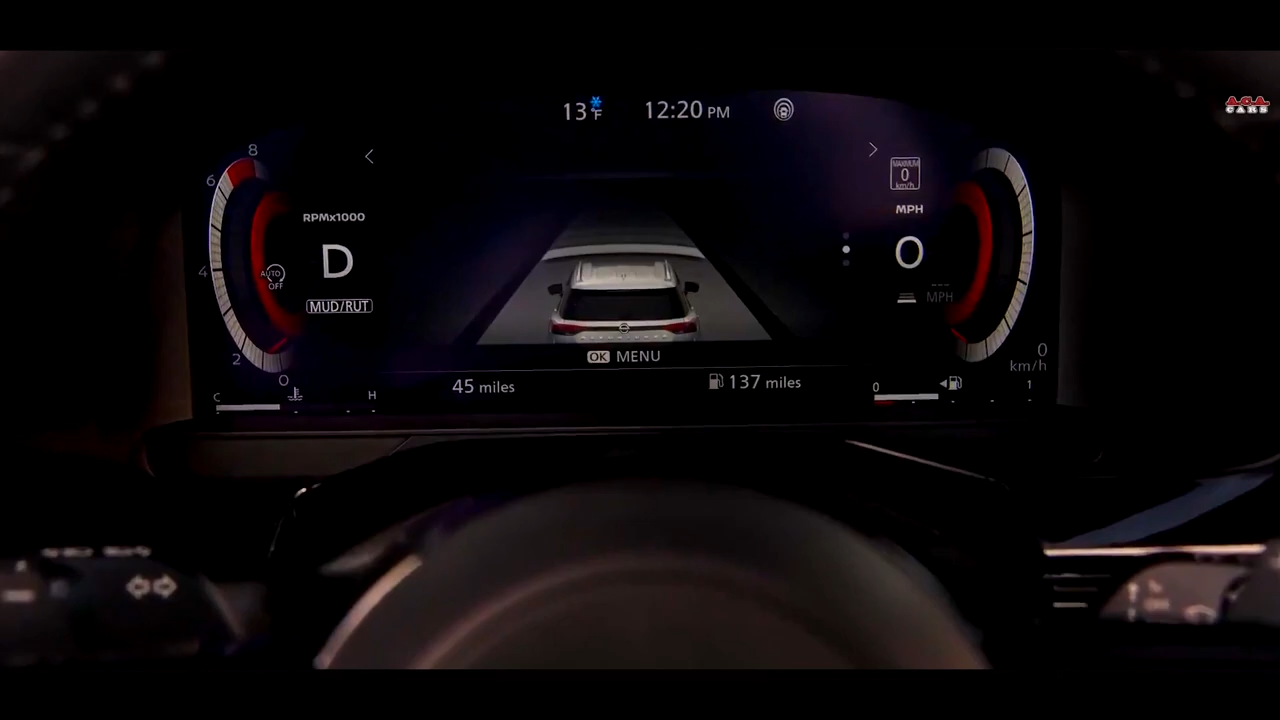 13°F
12:20 PM
A.C.A.
CARS
8
6
4
2
0
RPMx1000
D
MUD/RUT
AUTO
OFF
MAXIMUM
0
km/h
MPH
0
MPH
OK MENU
45 miles
137 miles
C
H
0
1
0
km/h